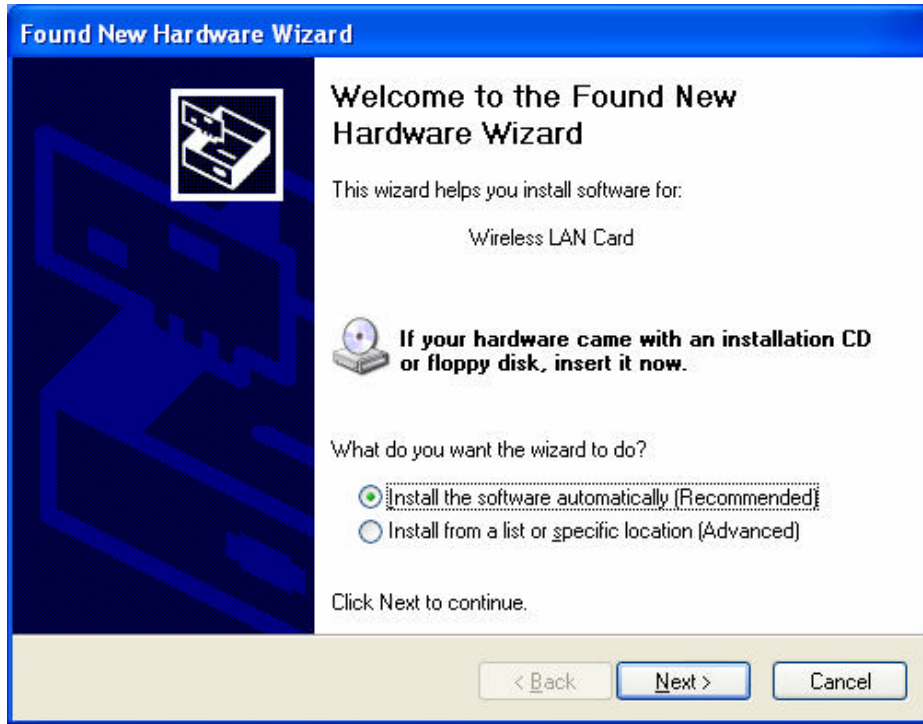 Found New Hardware Wizard
Welcome to the Found New
Hardware Wizard
This wizard helps you install software for:
Wireless LAN Card
If your hardware came with an installation CD
or floppy disk, insert it now.
What do you want the wizard to do?
Install the software automatically (Recommended)
Install from a list or specific location (Advanced)
Click Next to continue.
< Back Next > Cancel